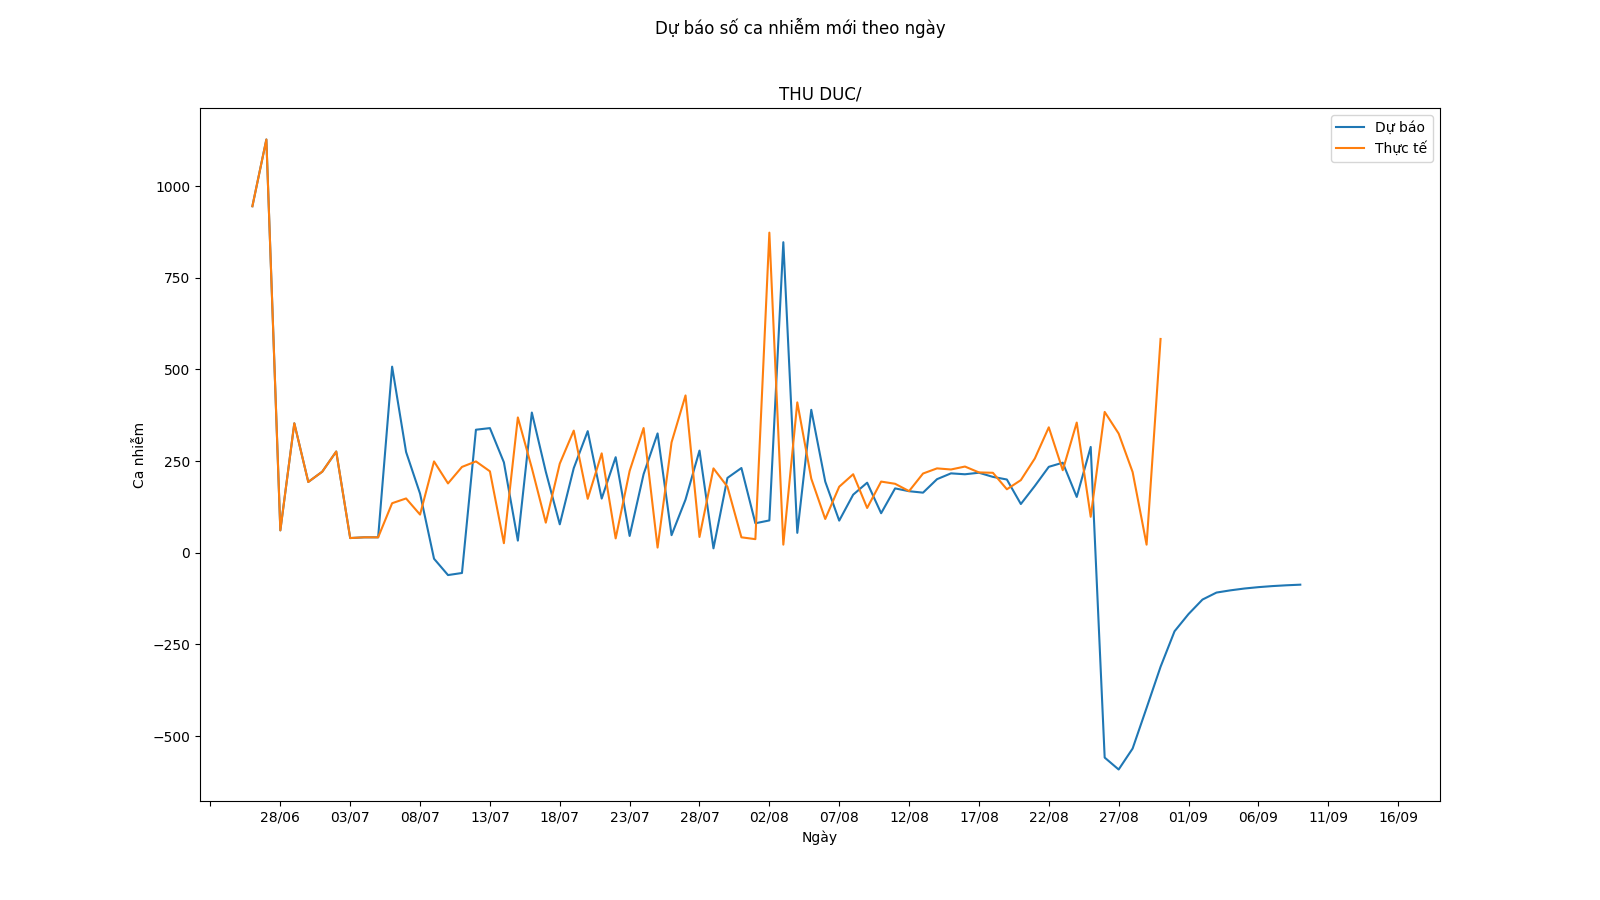 Dự báo số ca nhiễm mới theo ngày
THU DUC/
Dự báo
Thực tế
1000
750
500
250
0
−250
−500
Ca nhiễm
28/06 03/07 08/07 13/07 18/07 23/07 28/07 02/08 07/08 12/08 17/08 22/08 27/08 01/09 06/09 11/09 16/09
Ngày